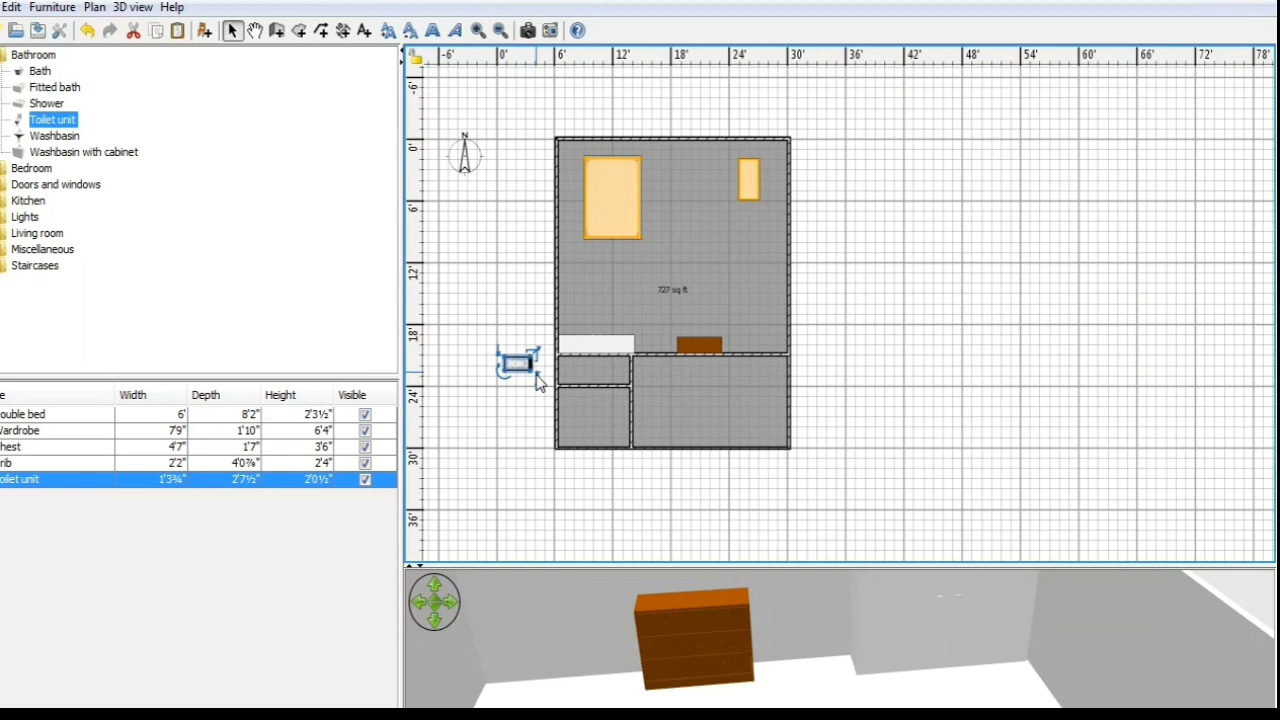 Edit Furniture Plan 3D view Help
Bathroom
Bath
Fitted bath
Shower
Toilet unit
Washbasin
Washbasin with cabinet
Bedroom
Doors and windows
Kitchen
Lights
Living room
Miscellaneous
Staircases
-6' 0' 6' 12' 18' 24' 30' 36' 42' 48' 54' 60' 66' 72' 78'
-6'
0'
6'
12'
18'
24'
30'
36'
N
727 sq ft
e Width Depth Height Visible
ouble bed 6' 8'2" 2'3½"
Wardrobe 7'9" 1'10" 6'4"
hest 4'7" 1'7" 3'6"
rib 2'2" 4'0⅞" 2'4"
oilet unit 1'3¾" 2'7½" 2'0½"